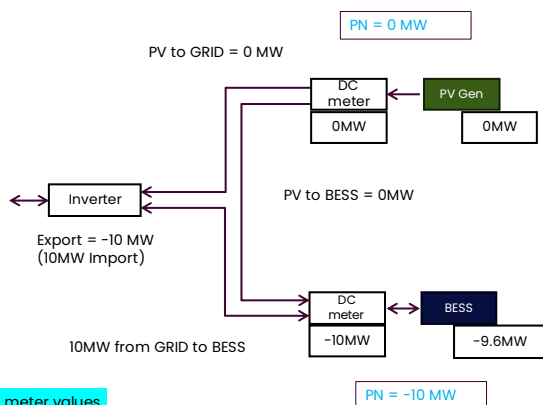 PN = 0 MW
PV to GRID = 0 MW
DC
meter
PV Gen
0MW
0MW
PV to BESS = 0MW
Inverter
Export = -10 MW
(10MW Import)
DC
meter
BESS
-10MW
-9.6MW
10MW from GRID to BESS
PN = -10 MW
meter values